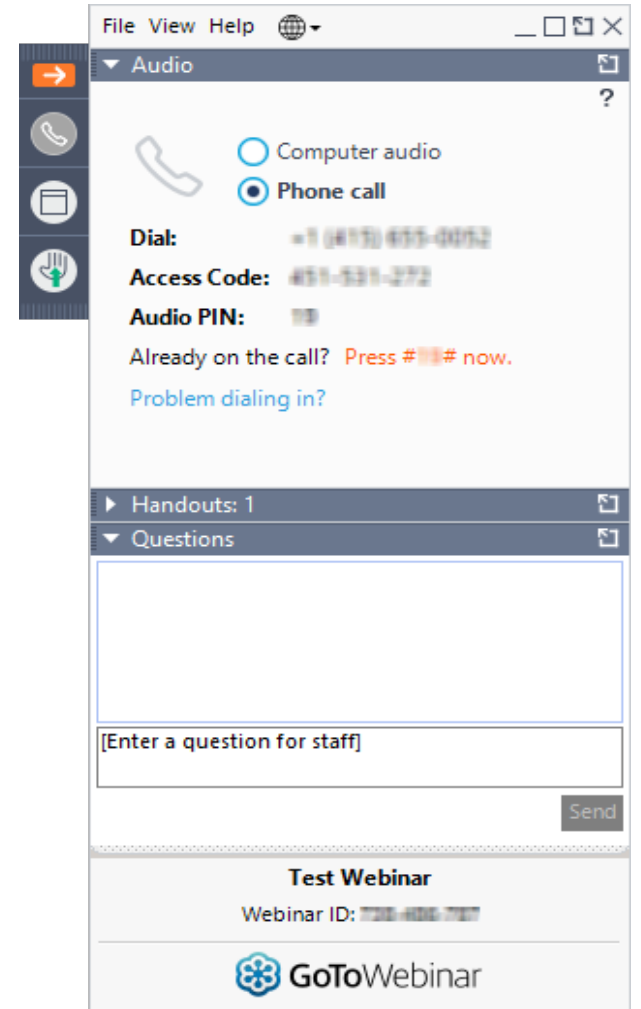 File View Help
Audio
?
Computer audio
Phone call
Dial:
Access Code:
Audio PIN:
Already on the call? Press # # now.
Problem dialing in?
Handouts: 1
Questions
[Enter a question for staff]
Send
Test Webinar
Webinar ID:
GoToWebinar